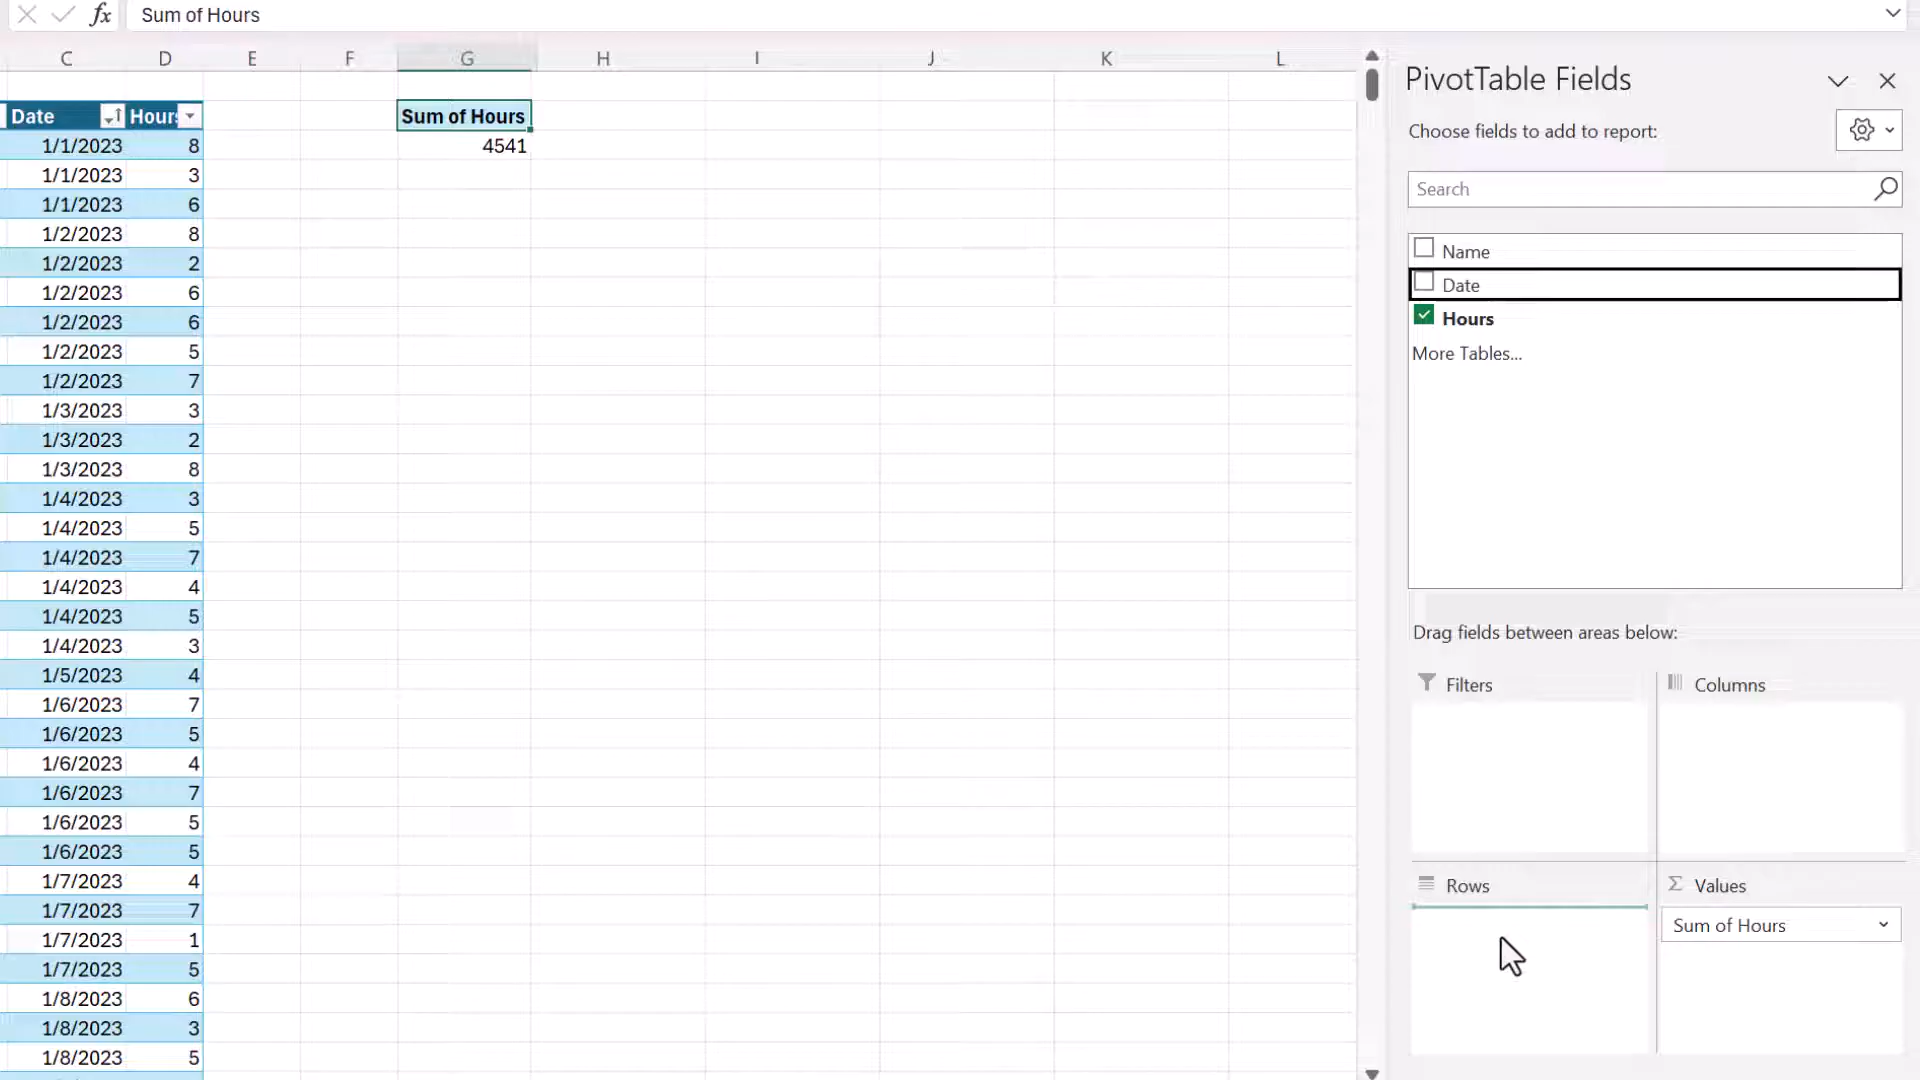 fx Sum of Hours
C D E F G H I J K L
Date Hours Sum of Hours
1/1/2023 8 4541
1/1/2023 3
1/1/2023 6
1/2/2023 8
1/2/2023 2
1/2/2023 6
1/2/2023 6
1/2/2023 5
1/2/2023 7
1/3/2023 3
1/3/2023 2
1/3/2023 8
1/4/2023 3
1/4/2023 5
1/4/2023 7
1/4/2023 4
1/4/2023 5
1/4/2023 3
1/5/2023 4
1/6/2023 7
1/6/2023 5
1/6/2023 4
1/6/2023 7
1/6/2023 5
1/6/2023 5
1/7/2023 4
1/7/2023 7
1/7/2023 1
1/7/2023 5
1/8/2023 6
1/8/2023 3
1/8/2023 5
PivotTable Fields
Choose fields to add to report:
Search
Name
Date
Hours
More Tables...
Drag fields between areas below:
Filters
Columns
Rows
Σ Values
Sum of Hours